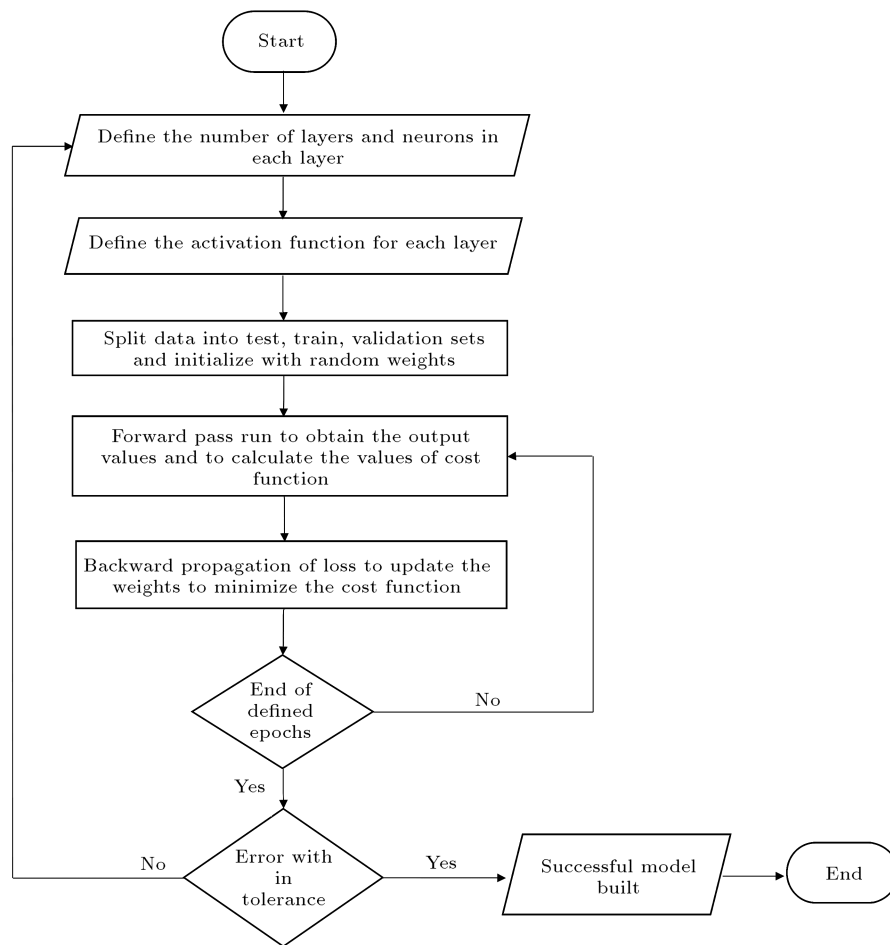 Start
Define the number of layers and neurons in
each layer
Define the activation function for each layer
Split data into test, train, validation sets
and initialize with random weights
Forward pass run to obtain the output
values and to calculate the values of cost
function
Backward propagation of loss to update the
weights to minimize the cost function
End of
defined
epochs
No
Yes
Error with
in
tolerance
No
Yes
Successful model
built
End